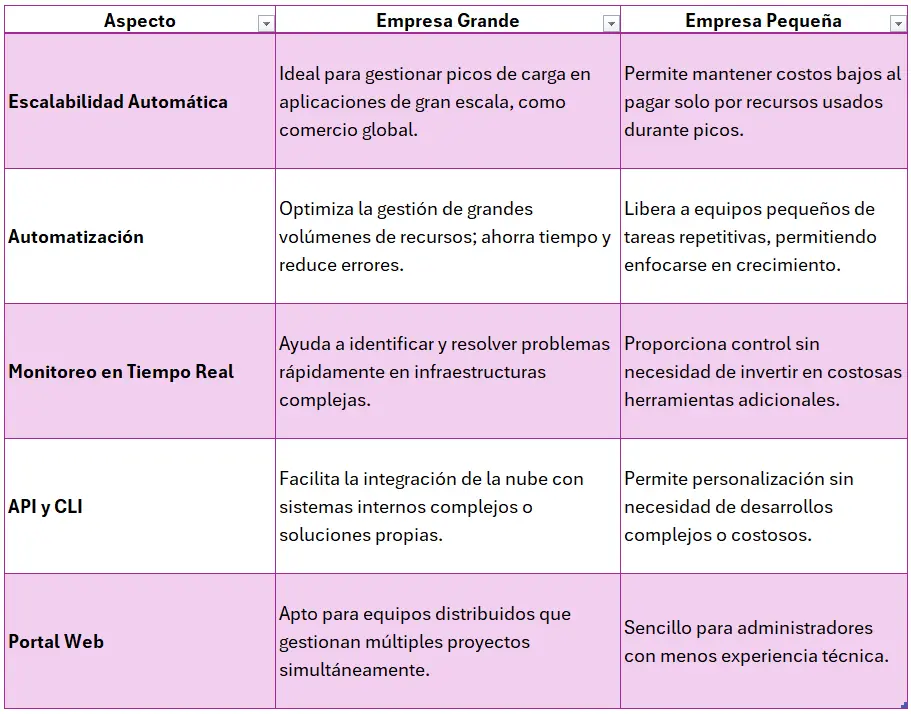 Aspecto
Empresa Grande
Empresa Pequeña
Escalabilidad Automática
Ideal para gestionar picos de carga en
aplicaciones de gran escala, como
comercio global.
Permite mantener costos bajos al
pagar solo por recursos usados
durante picos.
Automatización
Optimiza la gestión de grandes
volúmenes de recursos; ahorra tiempo y
reduce errores.
Libera a equipos pequeños de
tareas repetitivas, permitiendo
enfocarse en crecimiento.
Monitoreo en Tiempo Real
Ayuda a identificar y resolver problemas
rápidamente en infraestructuras
complejas.
Proporciona control sin
necesidad de invertir en costosas
herramientas adicionales.
API y CLI
Facilita la integración de la nube con
sistemas internos complejos o
soluciones propias.
Permite personalización sin
necesidad de desarrollos
complejos o costosos.
Portal Web
Apto para equipos distribuidos que
gestionan múltiples proyectos
simultáneamente.
Sencillo para administradores
con menos experiencia técnica.